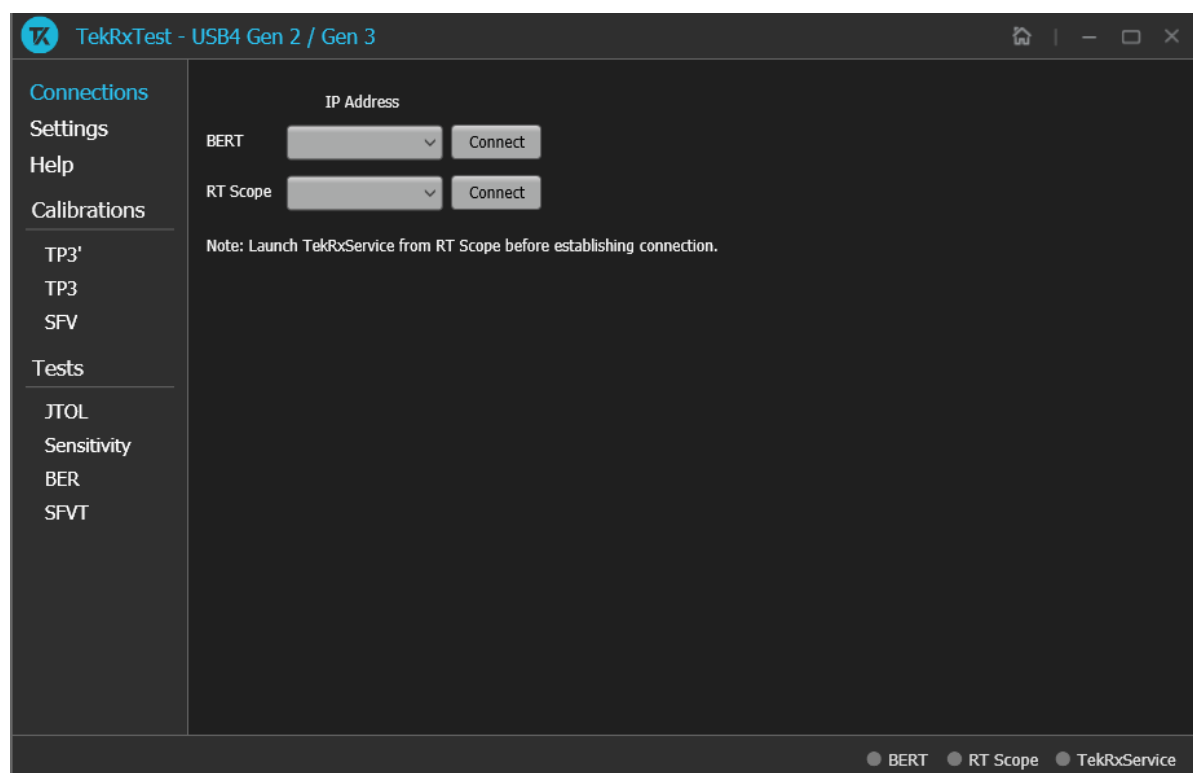 TK TekRxTest - USB4 Gen 2 / Gen 3
Connections
Settings
Help
Calibrations
TP3'
TP3
SFV
Tests
JTOL
Sensitivity
BER
SFVT
IP Address
BERT Connect
RT Scope Connect
Note: Launch TekRxService from RT Scope before establishing connection.
BERT RT Scope TekRxService